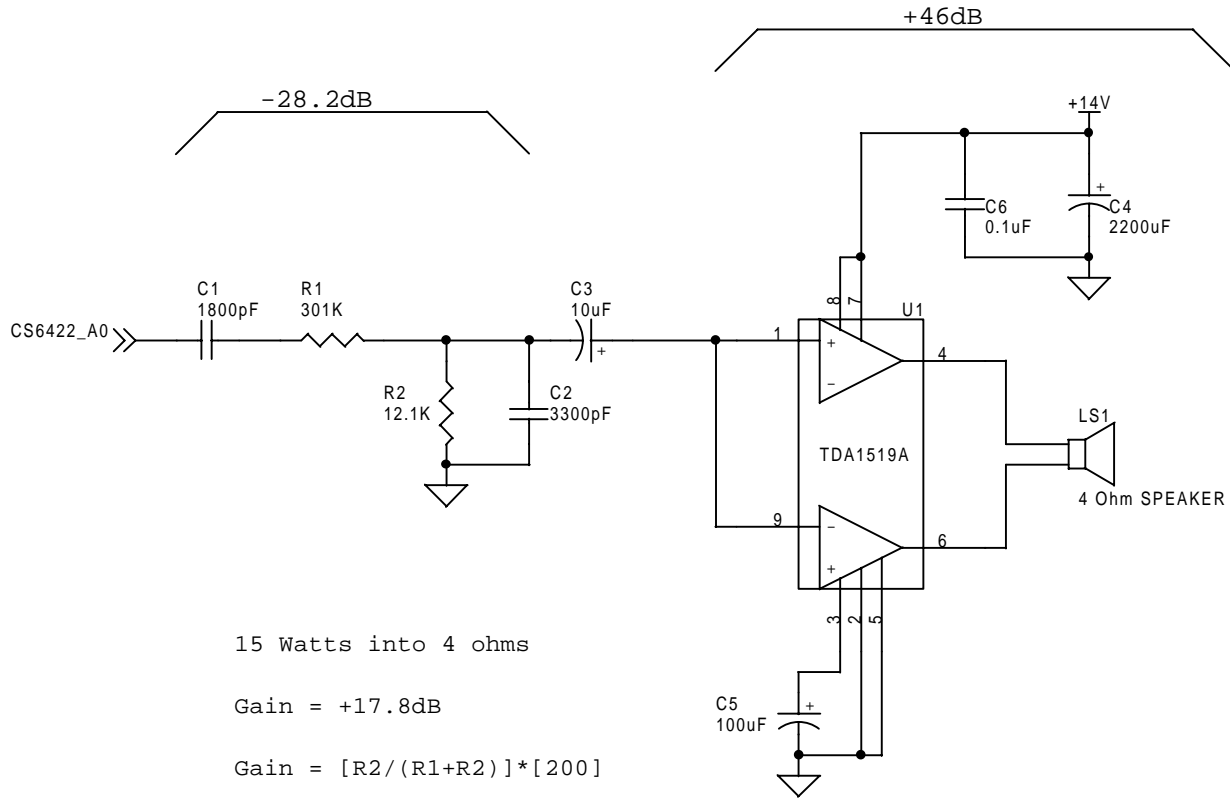 +46dB
-28.2dB
+14V
C6
0.1uF
C4
2200uF
CS6422_A0
C1
1800pF
R1
301K
C3
10uF
+
R2
12.1K
C2
3300pF
U1
8
7
1
+
-
4
TDA1519A
LS1
4 Ohm SPEAKER
9
-
+
6
3
2
5
C5
100uF
+
+
15 Watts into 4 ohms
Gain = +17.8dB
Gain = [R2/(R1+R2)]*[200]